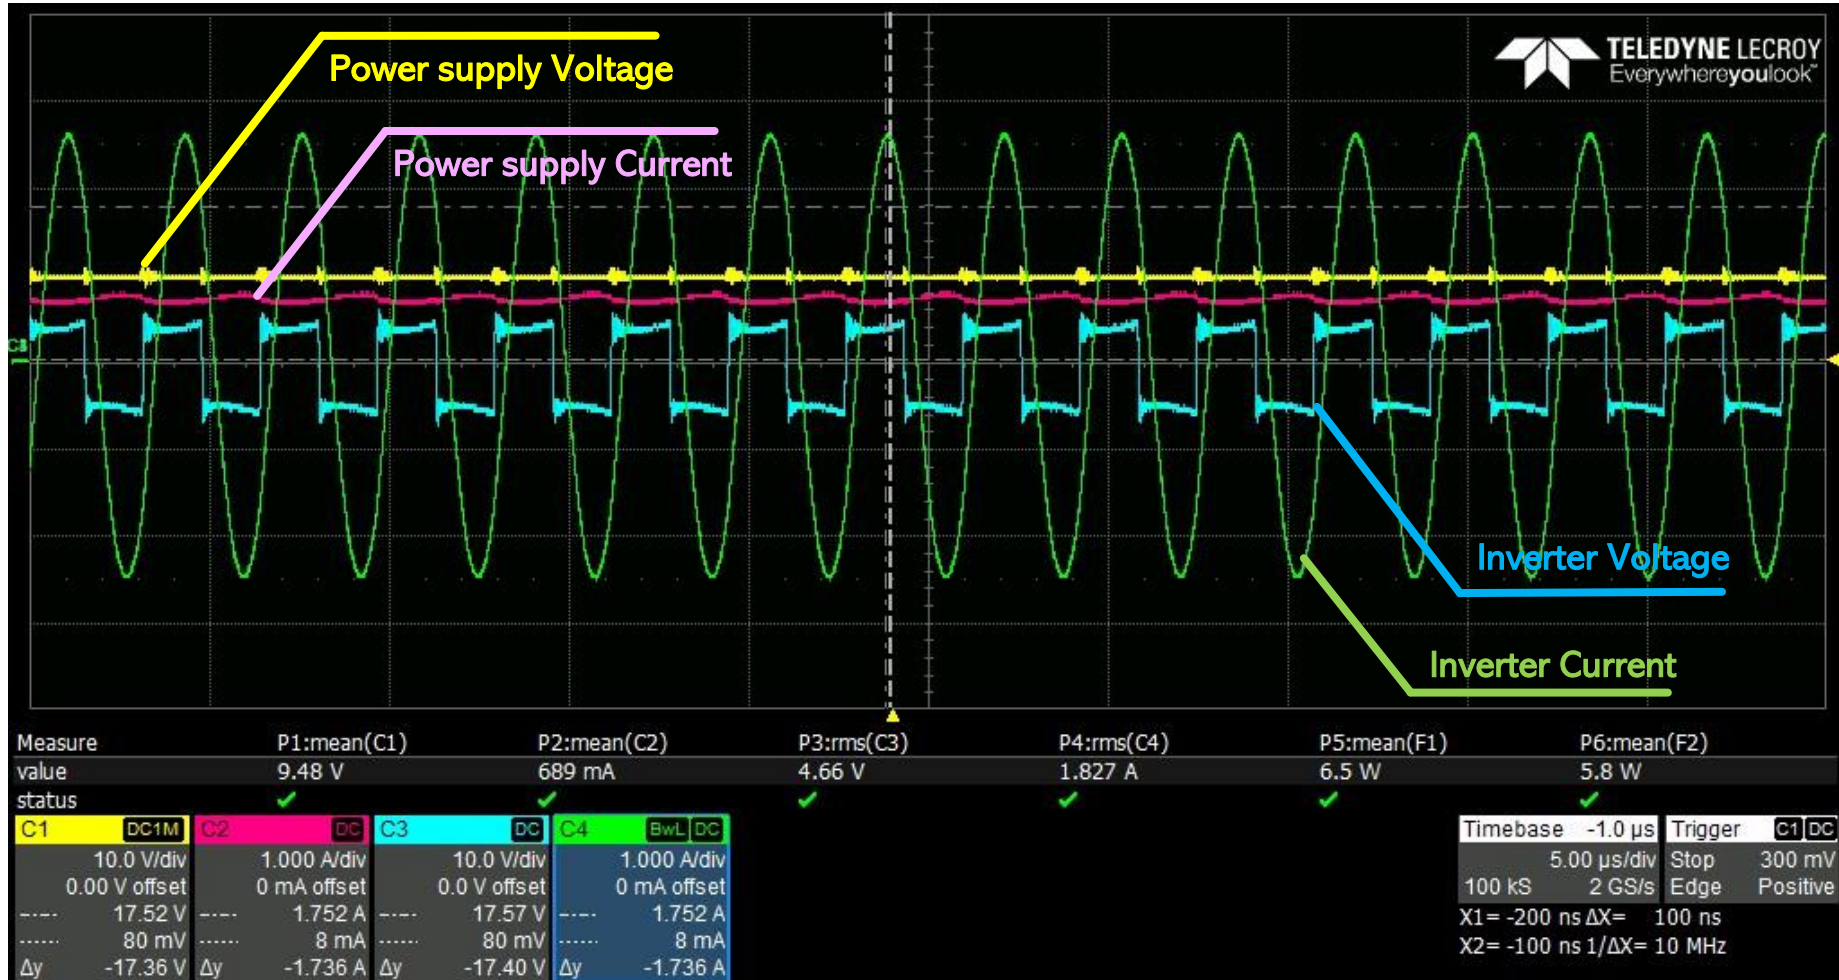 TELEDYNE LECROY
Everywhereyoulook™
Power supply Voltage
Power supply Current
Inverter Voltage
Inverter Current
Measure P1:mean(C1) P2:mean(C2) P3:rms(C3) P4:rms(C4) P5:mean(F1) P6:mean(F2)
value 9.48 V 689 mA 4.66 V 1.827 A 6.5 W 5.8 W
status
C1 DC1M C2 DC C3 DC C4 BwL DC Timebase -1.0 µs Trigger C1 DC
10.0 V/div 1.000 A/div 10.0 V/div 1.000 A/div 5.00 µs/div Stop 300 mV
0.00 V offset 0 mA offset 0.0 V offset 0 mA offset 100 kS 2 GS/s Edge Positive
17.52 V 1.752 A 17.57 V 1.752 A X1= -200 ns ΔX= 100 ns
80 mV 8 mA 80 mV 8 mA X2= -100 ns 1/ΔX= 10 MHz
Δy -17.36 V Δy -1.736 A Δy -17.40 V Δy -1.736 A